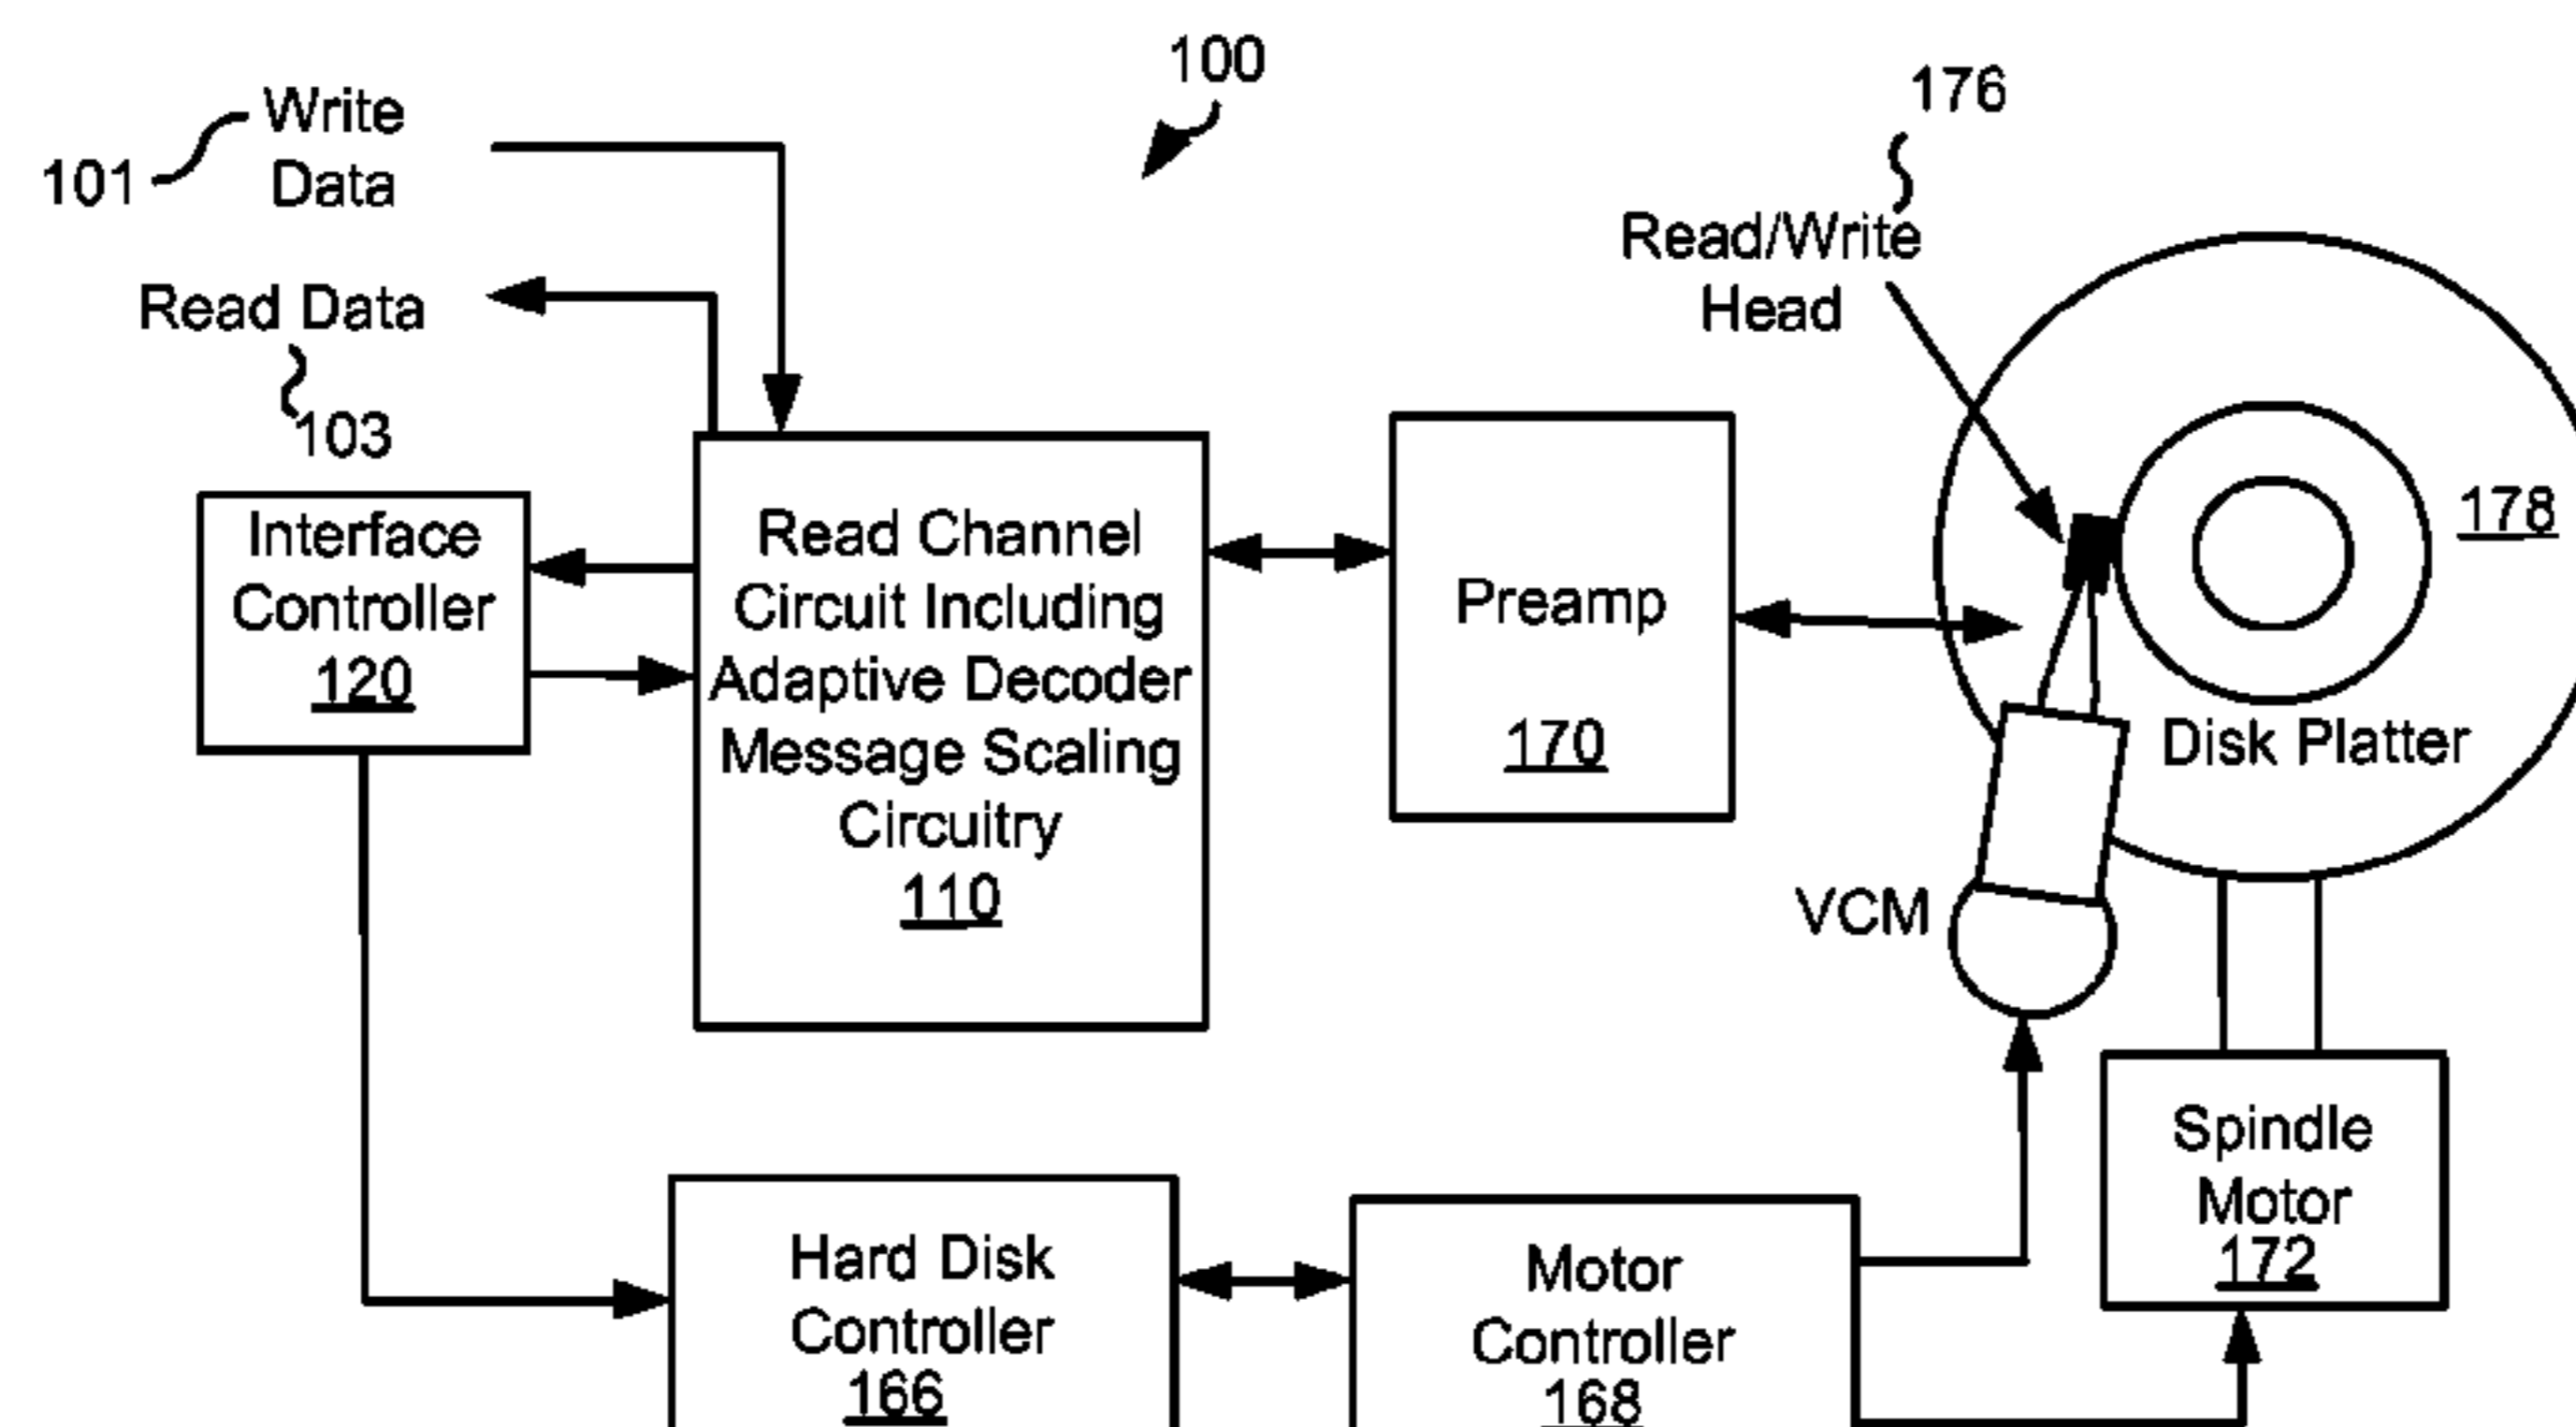 100
176
Write
Data
101
Read Data
103
Read/Write
Head
178
Interface
Controller
120
Read Channel
Circuit Including
Adaptive Decoder
Message Scaling
Circuitry
110
Preamp
170
Disk Platter
VCM
Spindle
Motor
172
Hard Disk
Controller
166
Motor
Controller
168